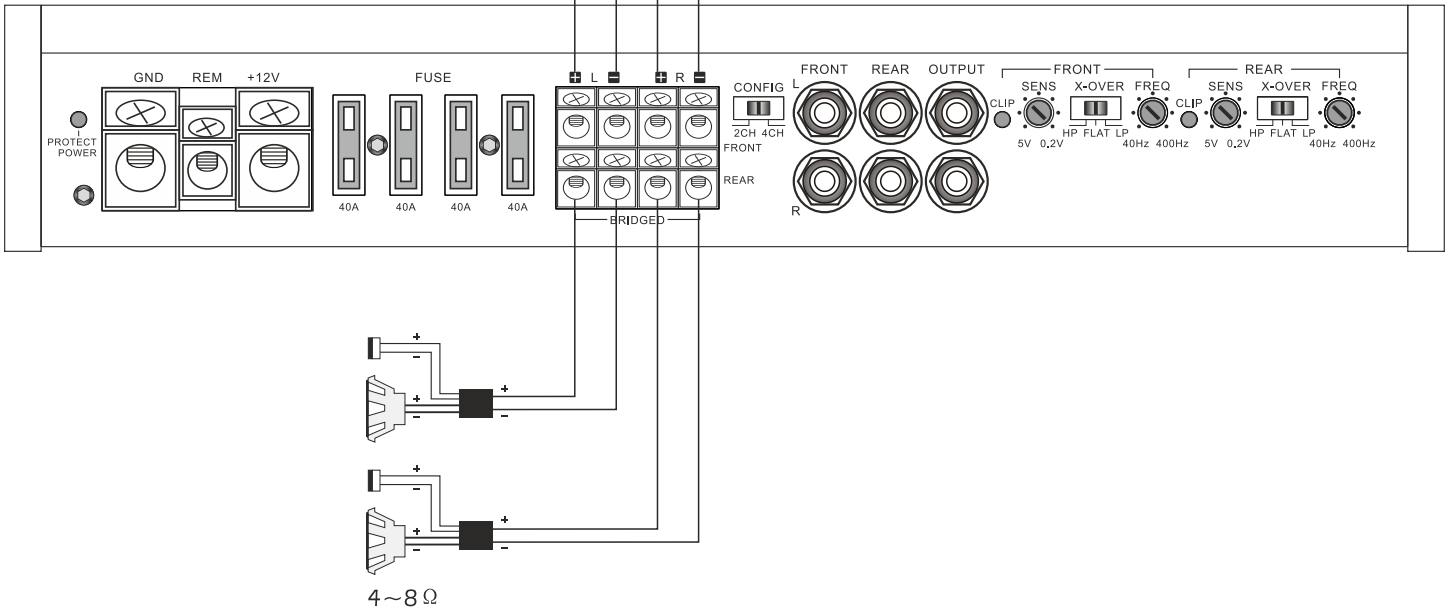 GND REM +12V
FUSE
+ L − + R −
PROTECT
POWER
40A 40A 40A 40A
FRONT
REAR
BRIDGED
CONFIG
2CH 4CH
FRONT REAR OUTPUT
L
R
FRONT
CLIP
SENS X-OVER FREQ
HP FLAT LP
5V 0.2V
40Hz 400Hz
REAR
CLIP
SENS X-OVER FREQ
HP FLAT LP
5V 0.2V
40Hz 400Hz
+
−
+
−
+
−
+
−
+
−
+
−
4~8 Ω